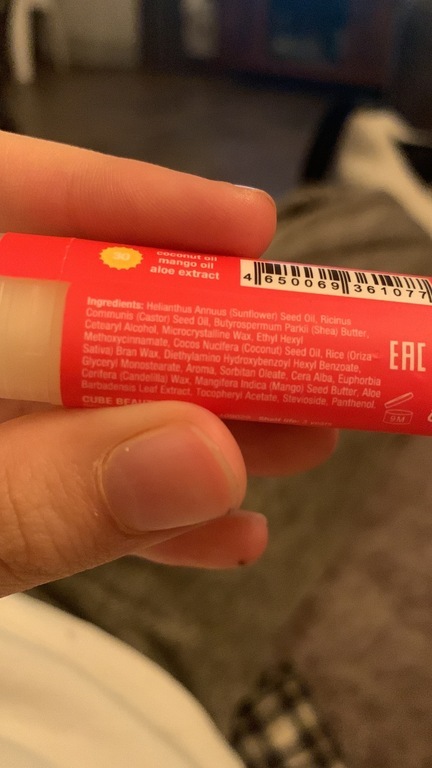 30
coconut oil
mango oil
aloe extract
4 650069 361077
Ingredients: Helianthus Annuus (Sunflower) Seed Oil, Ricinus
Communis (Castor) Seed Oil, Butyrospermum Parkii (Shea) Butter,
Cetearyl Alcohol, Microcrystalline Wax, Ethyl Hexyl
Methoxycinnamate, Cocos Nucifera (Coconut) Seed Oil, Rice (Oriza
Sativa) Bran Wax, Diethylamino Hydroxybenzoyl Hexyl Benzoate,
Glyceryl Monostearate, Aroma, Sorbitan Oleate, Cera Alba, Euphorbia
Cerifera (Candelilla) Wax, Mangifera Indica (Mango) Seed Butter, Aloe
Barbadensis Leaf Extract, Tocopheryl Acetate, Stevioside, Panthenol.
EAC
CUBE